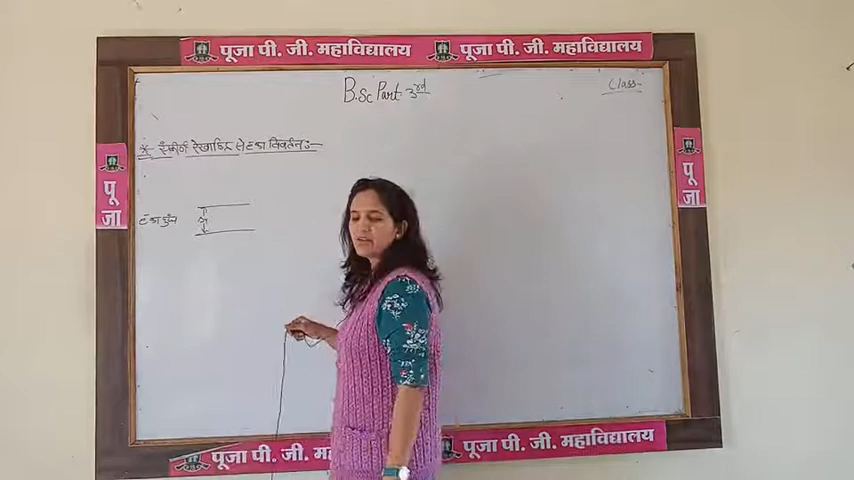 पूजा पी. जी. महाविद्यालय पूजा पी. जी. महाविद्यालय
B.Sc Part 3rd
Class-
रेखाछिद्र से का विवर्तन :-
पू
जा
पू
जा
पूजा पी. जी. पूजा पी. जी. महाविद्यालय